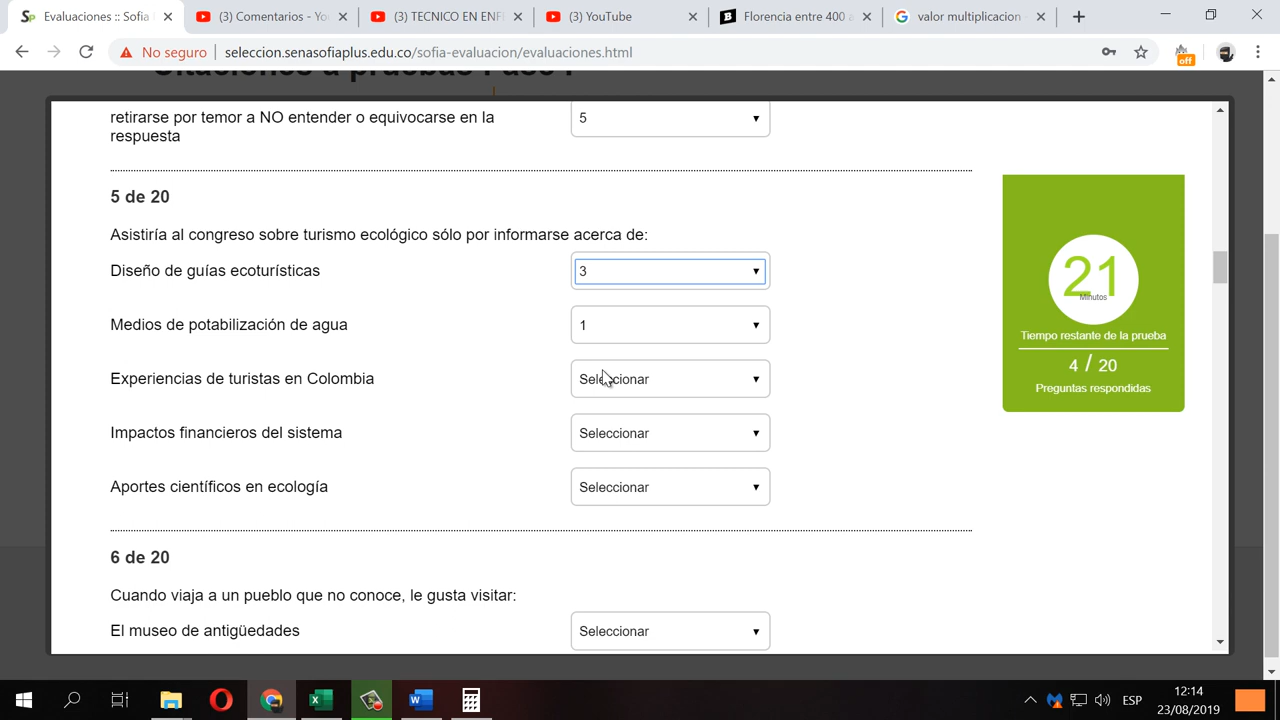 Evaluaciones :: Sofia
(3) Comentarios - Yo
(3) TECNICO EN ENF
(3) YouTube
Florencia entre 400 a
valor multiplicacion -
No seguro
seleccion.senasofiaplus.edu.co/sofia-evaluacion/evaluaciones.html
off
Citaciones a pruebas Fase I
retirarse por temor a NO entender o equivocarse en la
respuesta
5
5 de 20
Asistiría al congreso sobre turismo ecológico sólo por informarse acerca de:
Diseño de guías ecoturísticas
3
Medios de potabilización de agua
1
Experiencias de turistas en Colombia
Seleccionar
Impactos financieros del sistema
Seleccionar
Aportes científicos en ecología
Seleccionar
21
Minutos
Tiempo restante de la prueba
4 / 20
Preguntas respondidas
6 de 20
Cuando viaja a un pueblo que no conoce, le gusta visitar:
El museo de antigüedades
Seleccionar
ESP
12:14
23/08/2019